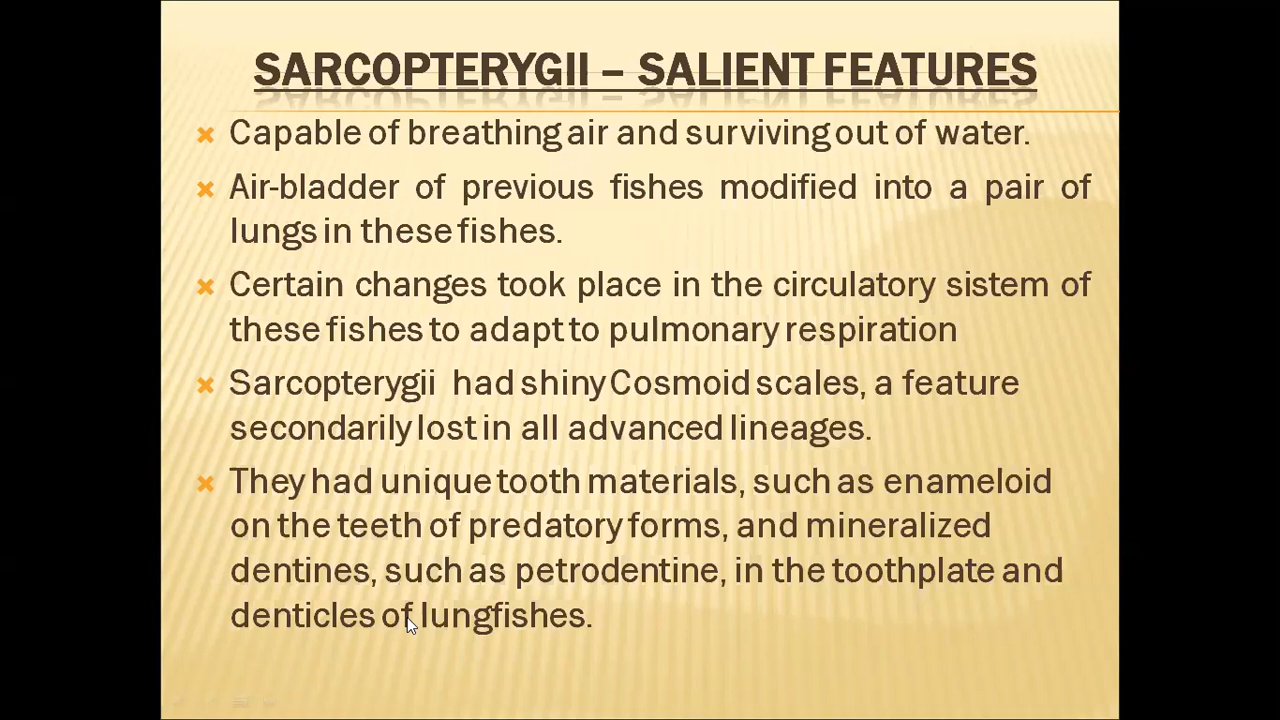 SARCOPTERYGII – SALIENT FEATURES
Capable of breathing air and surviving out of water.
Air-bladder of previous fishes modified into a pair of
lungs in these fishes.
Certain changes took place in the circulatory sistem of
these fishes to adapt to pulmonary respiration
Sarcopterygii had shiny Cosmoid scales, a feature
secondarily lost in all advanced lineages.
They had unique tooth materials, such as enameloid
on the teeth of predatory forms, and mineralized
dentines, such as petrodentine, in the toothplate and
denticles of lungfishes.